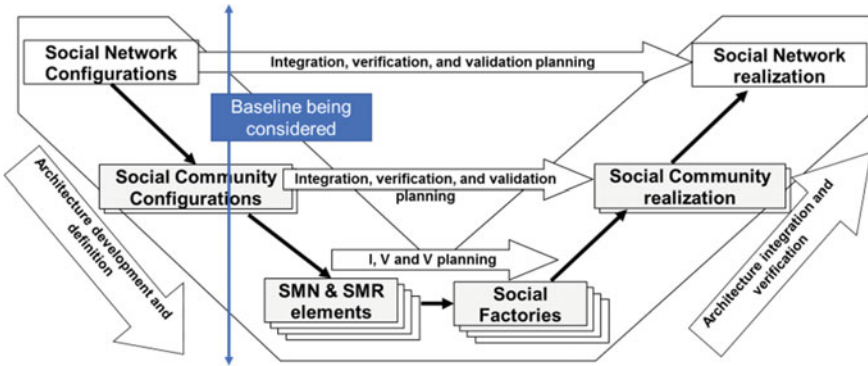 Social Network
Configurations
Integration, verification, and validation planning
Social Network
realization
Baseline being
considered
Social Community
Configurations
Integration, verification, and validation
planning
Social Community
realization
Architecture development and
definition
I, V and V planning
SMN & SMR
elements
Social
Factories
Architecture integration and
verification